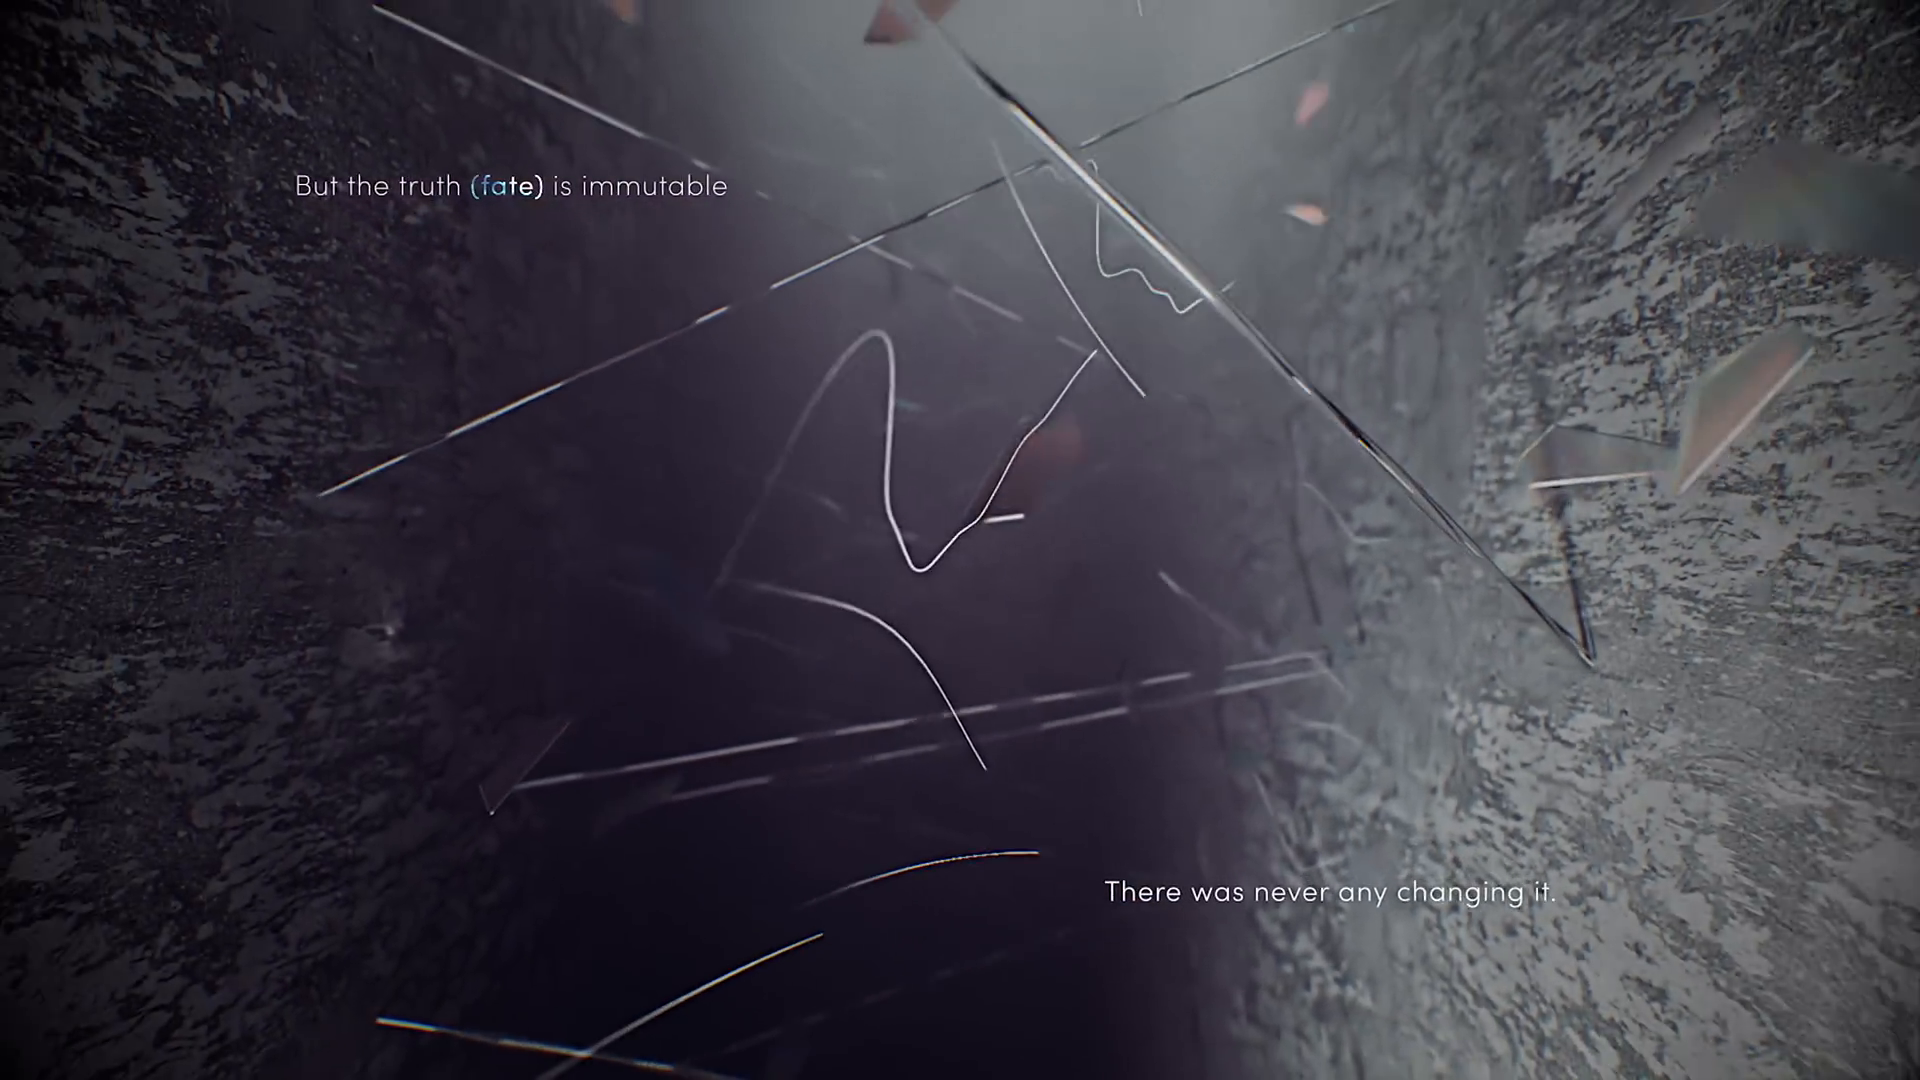 But the truth (fate) is immutable
There was never any changing it.